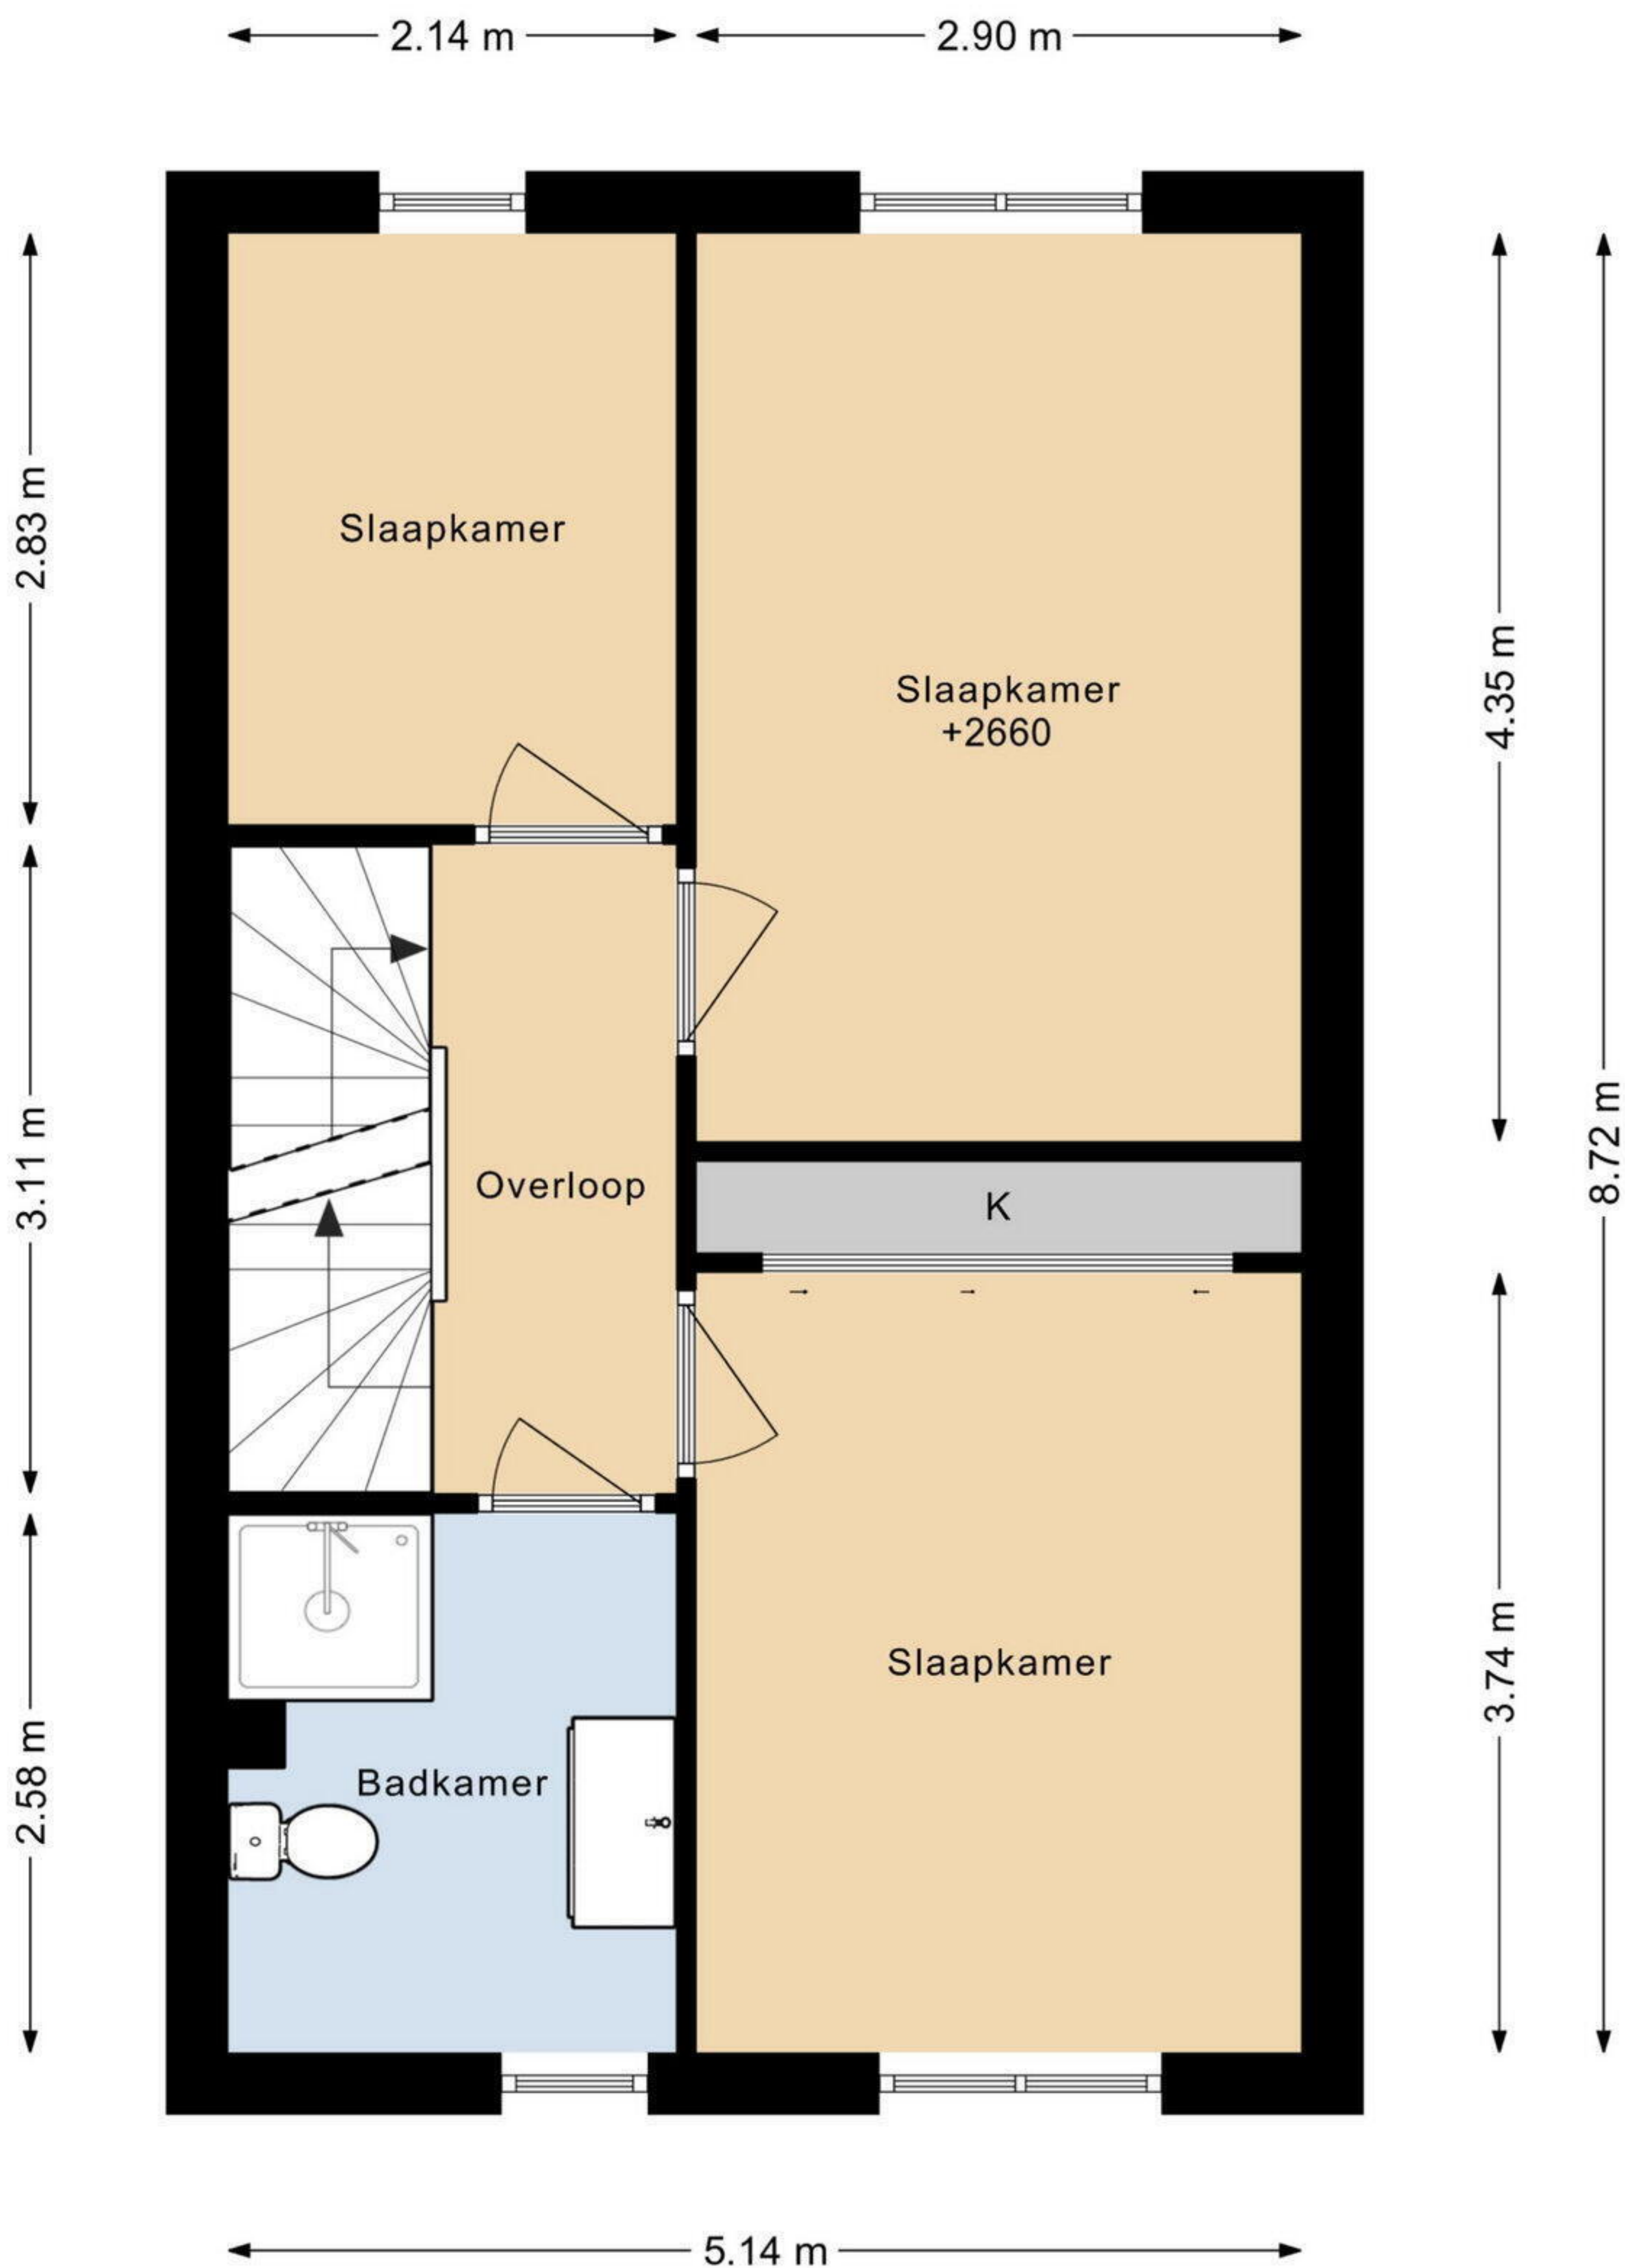 2.14 m
2.90 m
2.83 m
Slaapkamer
Slaapkamer
+2660
4.35 m
8.72 m
3.11 m
Overloop
K
Slaapkamer
3.74 m
2.58 m
Badkamer
5.14 m